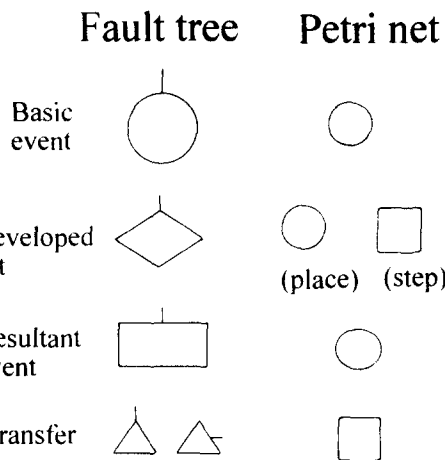 Fault tree Petri net
Basic
event
eveloped
t
(place) (step)
esultant
vent
ransfer